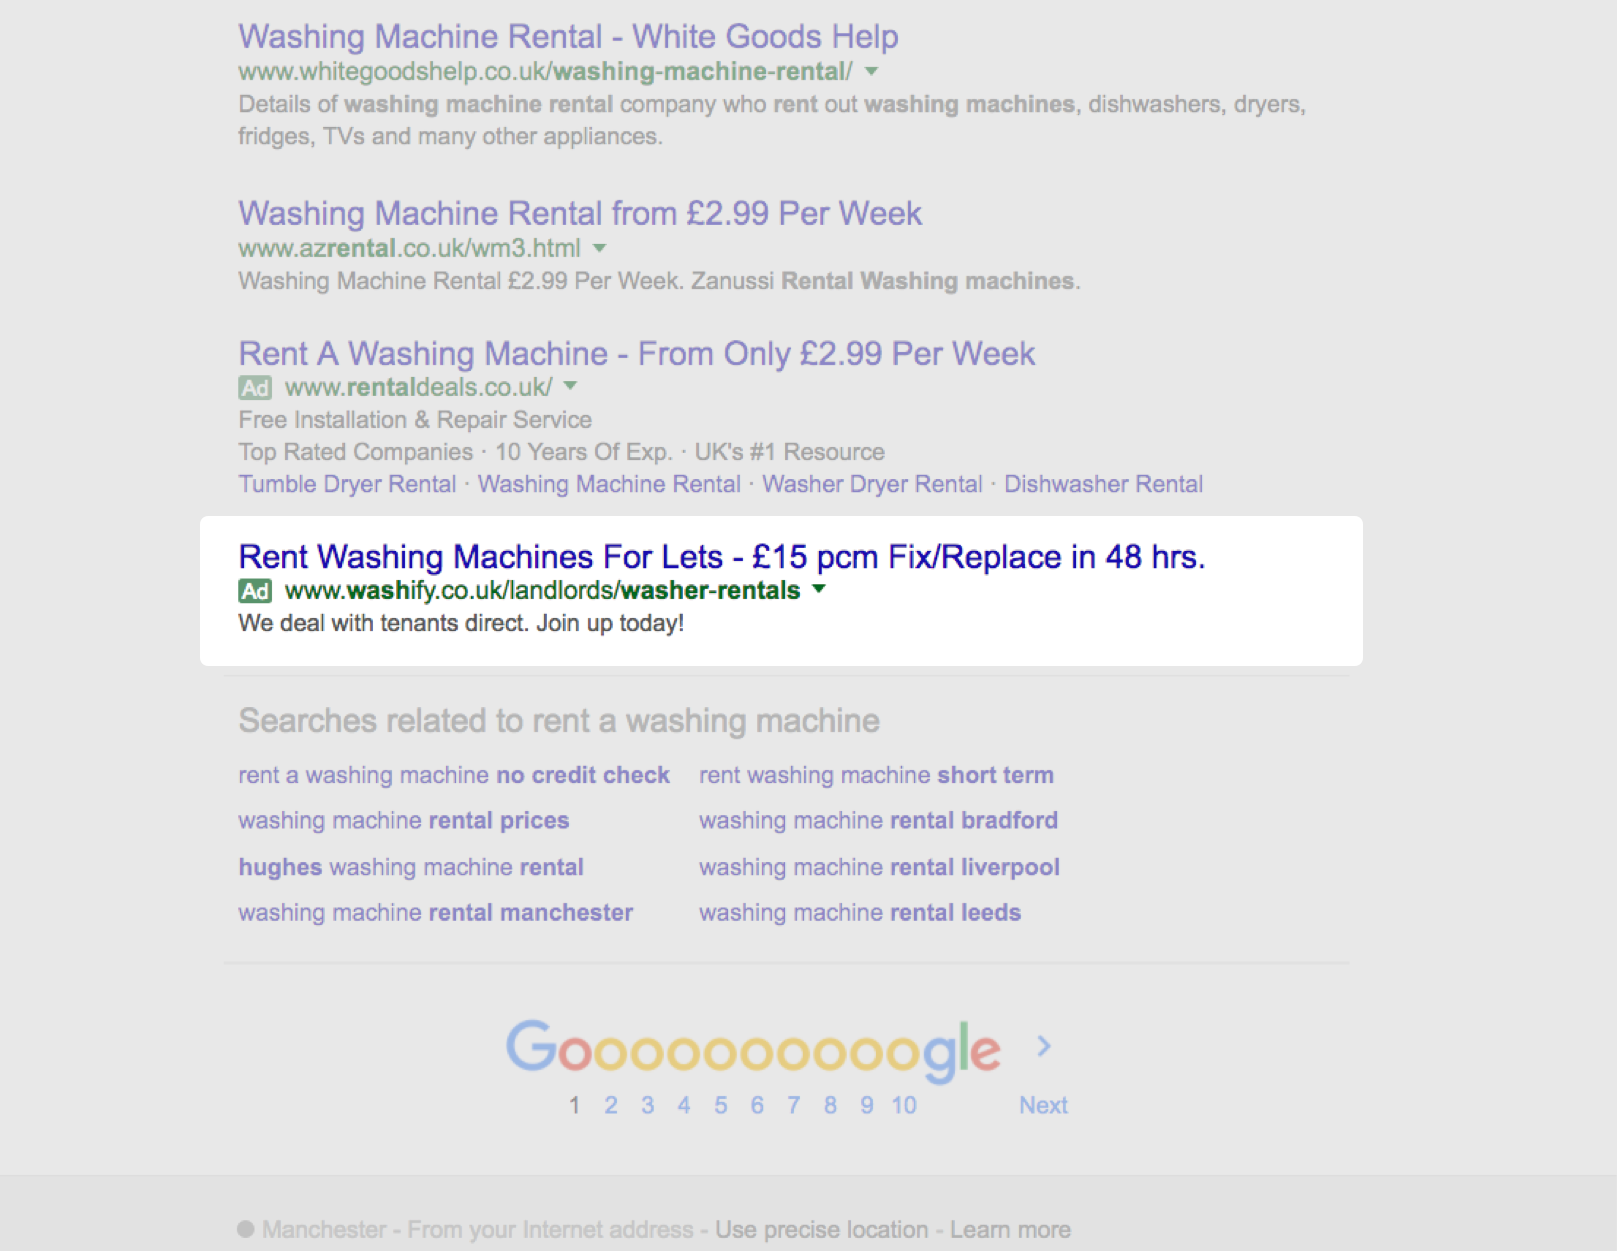 Washing Machine Rental - White Goods Help
www.whitegoodshelp.co.uk/washing-machine-rental/
Details of washing machine rental company who rent out washing machines, dishwashers, dryers,
fridges, TVs and many other appliances.
Washing Machine Rental from £2.99 Per Week
www.azrental.co.uk/wm3.html
Washing Machine Rental £2.99 Per Week. Zanussi Rental Washing machines.
Rent A Washing Machine - From Only £2.99 Per Week
Ad www.rentaldeals.co.uk/
Free Installation & Repair Service
Top Rated Companies · 10 Years Of Exp. · UK's #1 Resource
Tumble Dryer Rental · Washing Machine Rental · Washer Dryer Rental · Dishwasher Rental
Rent Washing Machines For Lets - £15 pcm Fix/Replace in 48 hrs.
Ad www.washify.co.uk/landlords/washer-rentals
We deal with tenants direct. Join up today!
Searches related to rent a washing machine
rent a washing machine no credit check rent washing machine short term
washing machine rental prices washing machine rental bradford
hughes washing machine rental washing machine rental liverpool
washing machine rental manchester washing machine rental leeds
Goooooooooogle >
1 2 3 4 5 6 7 8 9 10 Next
Manchester - From your Internet address - Use precise location - Learn more